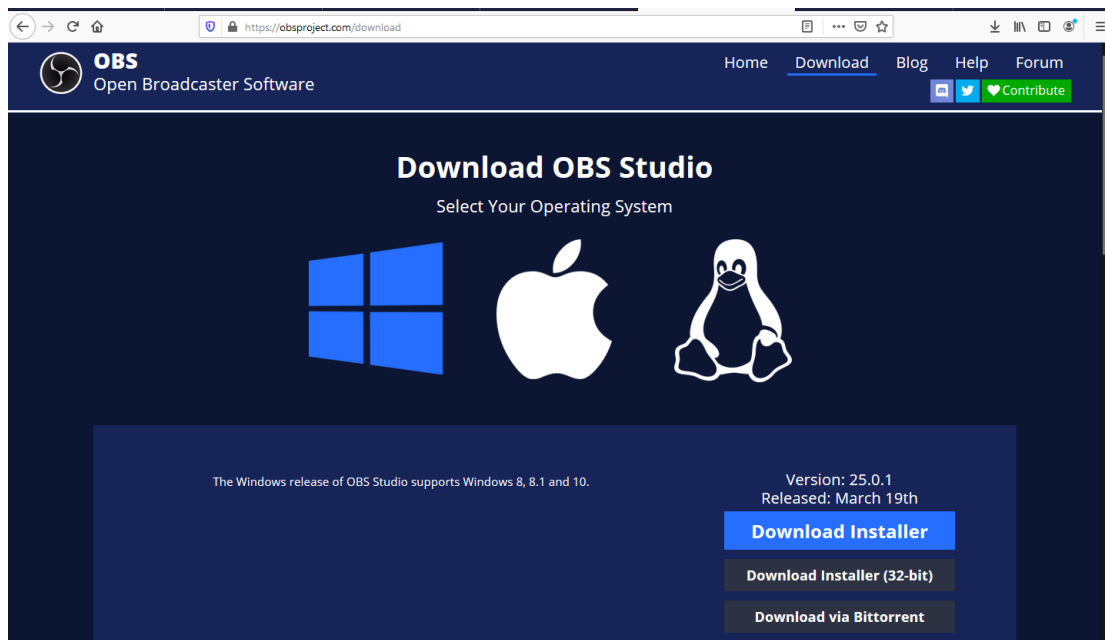 https://obsproject.com/download
OBS
Open Broadcaster Software
Home Download Blog Help Forum
Contribute
Download OBS Studio
Select Your Operating System
The Windows release of OBS Studio supports Windows 8, 8.1 and 10.
Version: 25.0.1
Released: March 19th
Download Installer
Download Installer (32-bit)
Download via Bittorrent